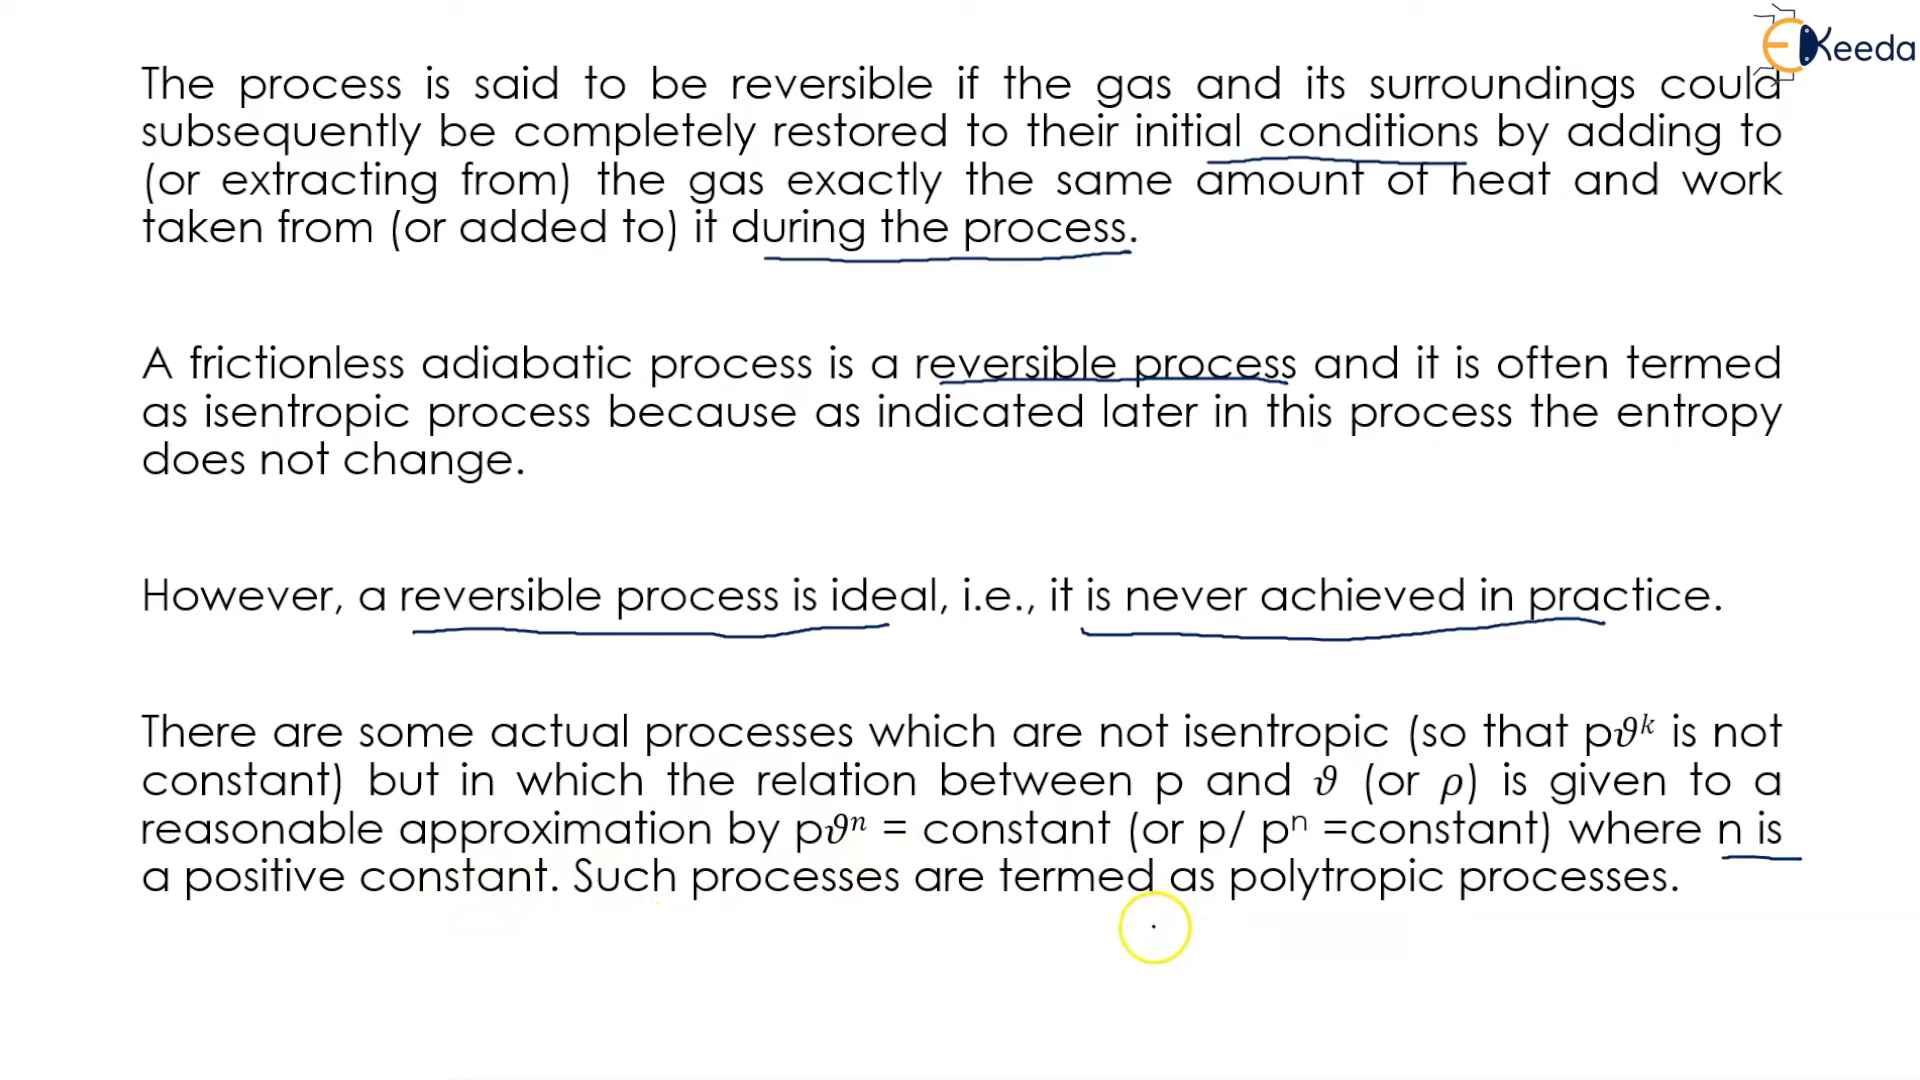 EKeeda
The process is said to be reversible if the gas and its surroundings could
subsequently be completely restored to their initial conditions by adding to
(or extracting from) the gas exactly the same amount of heat and work
taken from (or added to) it during the process.
A frictionless adiabatic process is a reversible process and it is often termed
as isentropic process because as indicated later in this process the entropy
does not change.
However, a reversible process is ideal, i.e., it is never achieved in practice.
There are some actual processes which are not isentropic (so that p𝜗ᵏ is not
constant) but in which the relation between p and 𝜗 (or ρ) is given to a
reasonable approximation by p𝜗ⁿ = constant (or p/ pⁿ =constant) where n is
a positive constant. Such processes are termed as polytropic processes.